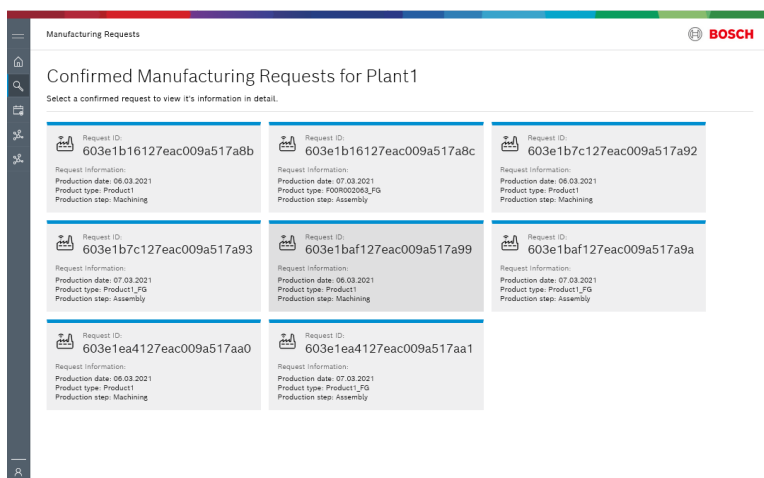 Manufacturing Requests
BOSCH
Confirmed Manufacturing Requests for Plant1
Select a confirmed request to view it's information in detail.
Request ID:
603e1b16127eac009a517a8b
Request Information:
Production date: 06.03.2021
Product type: Product1
Production step: Machining
Request ID:
603e1b16127eac009a517a8c
Request Information:
Production date: 07.03.2021
Product type: F00R002063_FG
Production step: Assembly
Request ID:
603e1b7c127eac009a517a92
Request Information:
Production date: 06.03.2021
Product type: Product1
Production step: Machining
Request ID:
603e1b7c127eac009a517a93
Request Information:
Production date: 07.03.2021
Product type: Product1_FG
Production step: Assembly
Request ID:
603e1baf127eac009a517a99
Request Information:
Production date: 06.03.2021
Product type: Product1
Production step: Machining
Request ID:
603e1baf127eac009a517a9a
Request Information:
Production date: 07.03.2021
Product type: Product1_FG
Production step: Assembly
Request ID:
603e1ea4127eac009a517aa0
Request Information:
Production date: 06.03.2021
Product type: Product1
Production step: Machining
Request ID:
603e1ea4127eac009a517aa1
Request Information:
Production date: 07.03.2021
Product type: Product1_FG
Production step: Assembly